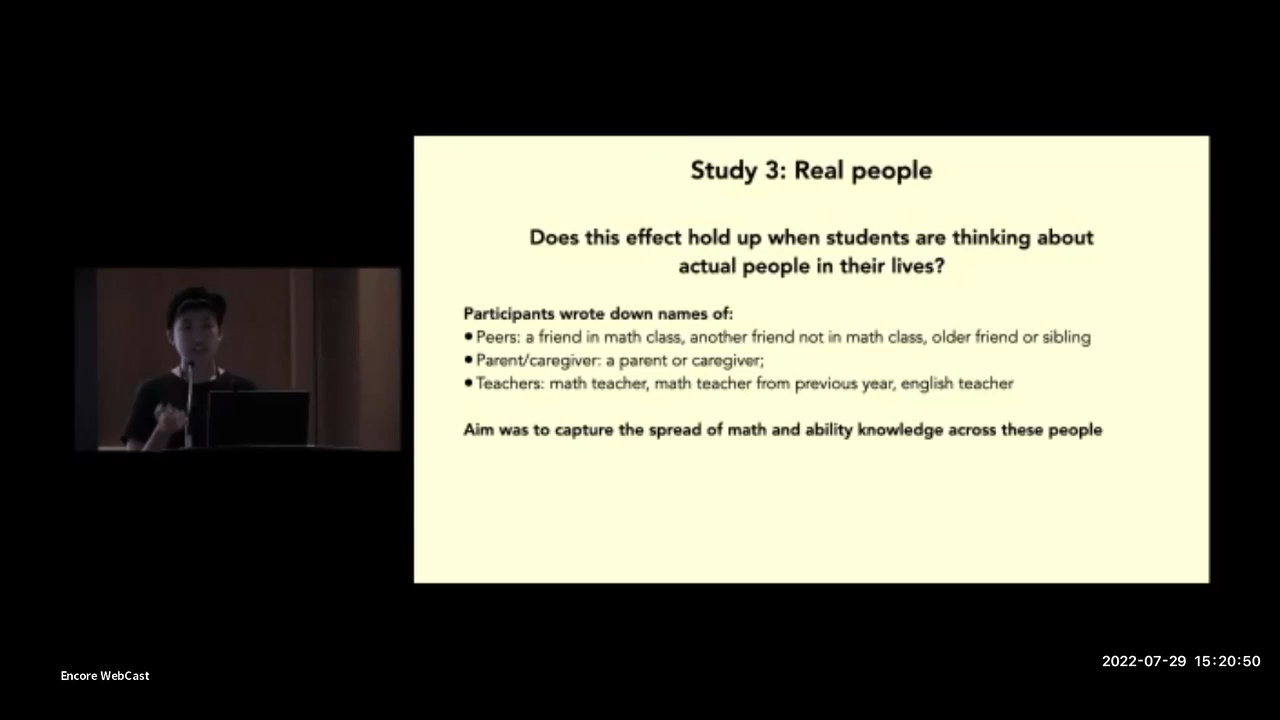 Study 3: Real people
Does this effect hold up when students are thinking about
actual people in their lives?
Participants wrote down names of:
• Peers: a friend in math class, another friend not in math class, older friend or sibling
• Parent/caregiver: a parent or caregiver;
• Teachers: math teacher, math teacher from previous year, english teacher
Aim was to capture the spread of math and ability knowledge across these people
Encore WebCast
2022-07-29 15:20:50